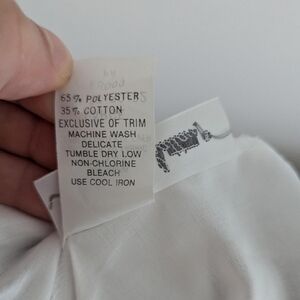 65% POLYESTER
35% COTTON
EXCLUSIVE OF TRIM
MACHINE WASH
DELICATE
TUMBLE DRY LOW
NON-CHLORINE
BLEACH
USE COOL IRON